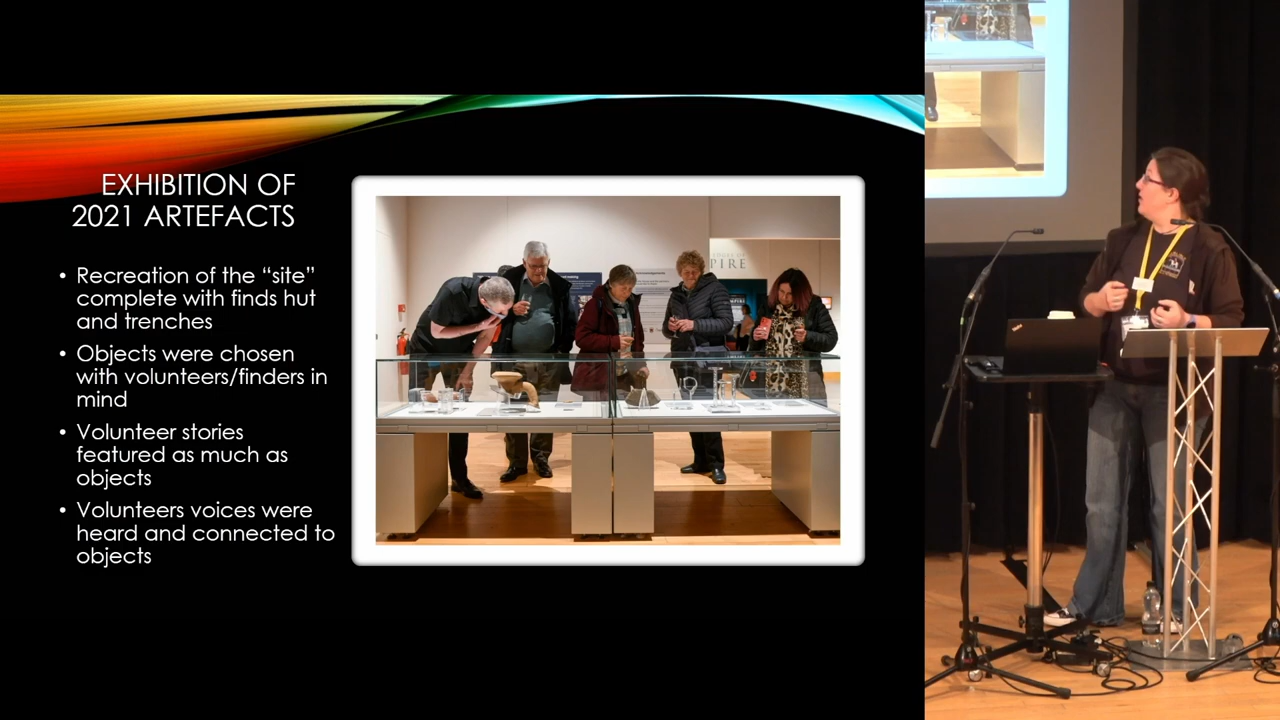 EXHIBITION OF
2021 ARTEFACTS
• Recreation of the “site”
complete with finds hut
and trenches
• Objects were chosen
with volunteers/finders in
mind
• Volunteer stories
featured as much as
objects
• Volunteers voices were
heard and connected to
objects